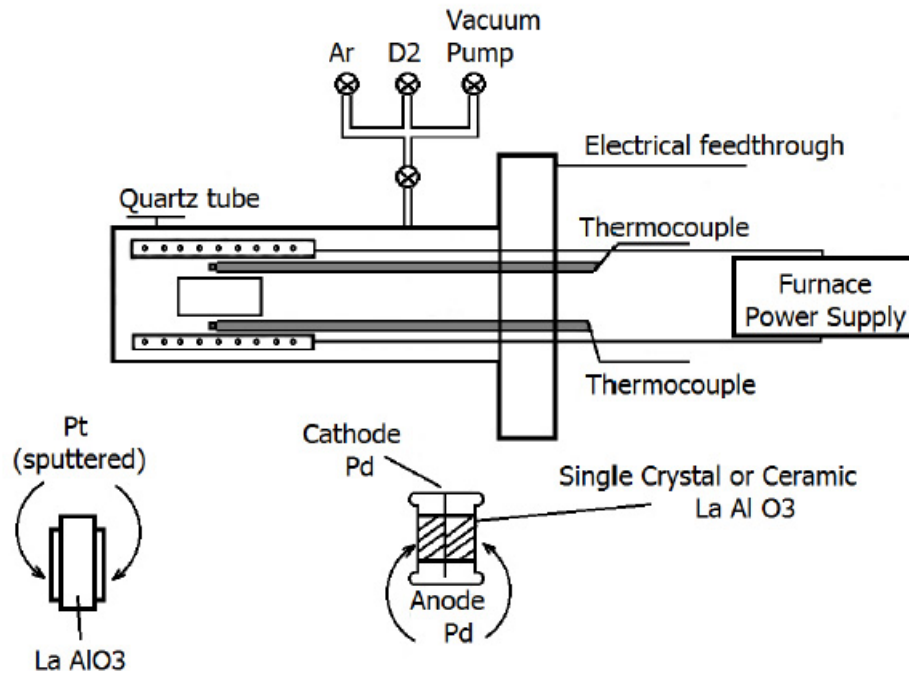 Vacuum
Ar D2 Pump
Electrical feedthrough
Quartz tube
Thermocouple
Furnace
Power Supply
Thermocouple
Pt
(sputtered)
Cathode
Pd
Single Crystal or Ceramic
La Al O3
Anode
Pd
La AlO3